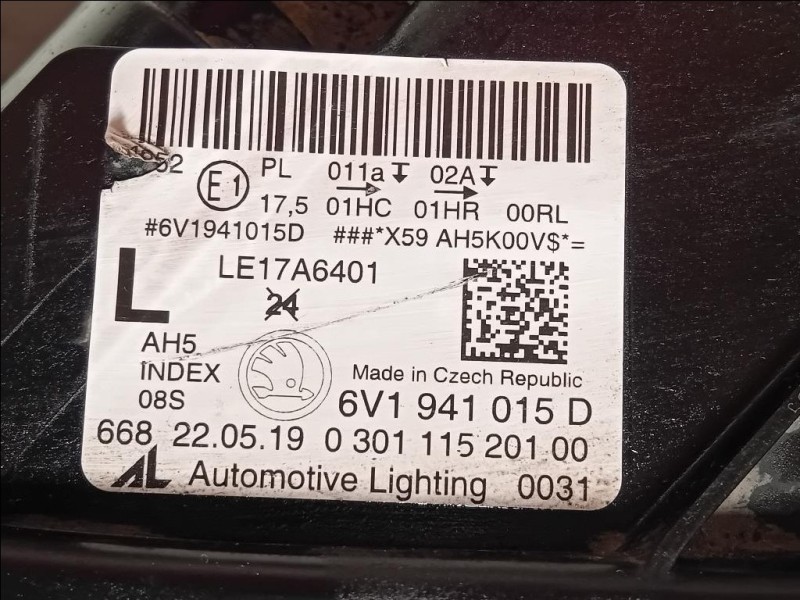 PL 011a 02A
E1 17,5 01HC 01HR 00RL
#6V1941015D ###*X59 AH5K00V$*=
L LE17A6401
24
AH5
INDEX Made in Czech Republic
08S 6V1 941 015 D
668 22.05.19 0 301 115 201.00
AL Automotive Lighting 0031